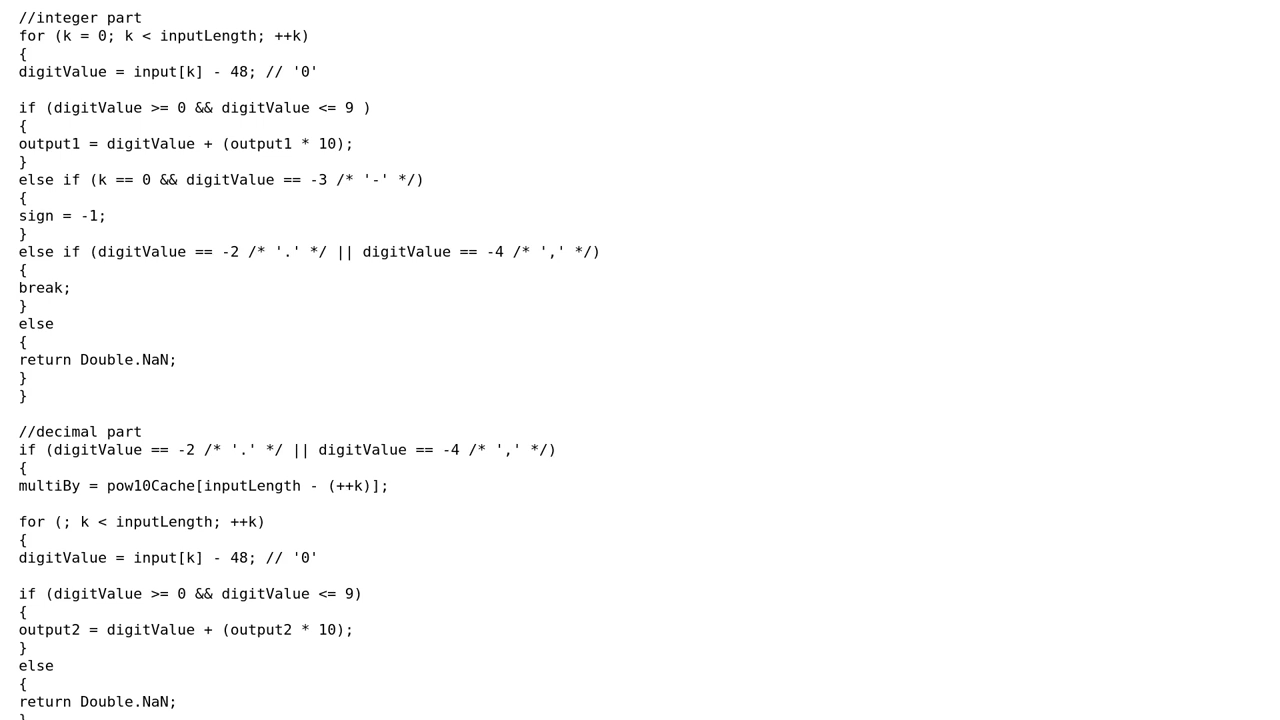 //integer part
for (k = 0; k < inputLength; ++k)
{
digitValue = input[k] - 48; // '0'
if (digitValue >= 0 && digitValue <= 9 )
{
output1 = digitValue + (output1 * 10);
}
else if (k == 0 && digitValue == -3 /* '-' */)
{
sign = -1;
}
else if (digitValue == -2 /* '.' */ || digitValue == -4 /* ',' */)
{
break;
}
else
{
return Double.NaN;
}
}
//decimal part
if (digitValue == -2 /* '.' */ || digitValue == -4 /* ',' */)
{
multiBy = pow10Cache[inputLength - (++k)];
for (; k < inputLength; ++k)
{
digitValue = input[k] - 48; // '0'
if (digitValue >= 0 && digitValue <= 9)
{
output2 = digitValue + (output2 * 10);
}
else
{
return Double.NaN;
}